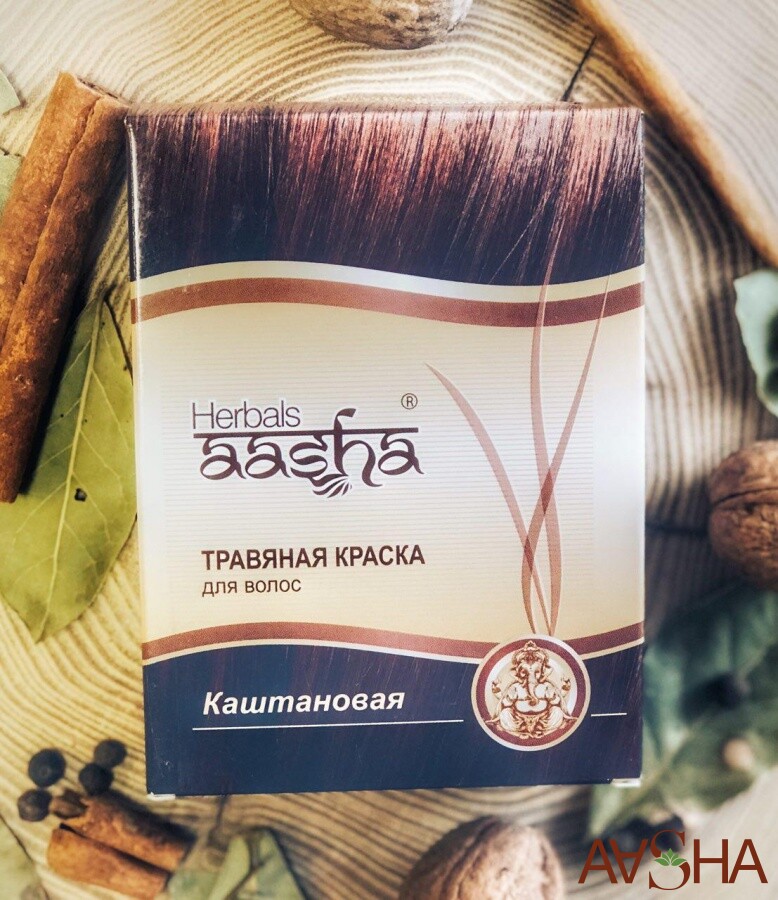 Herbals
®
aasha
ТРАВЯНАЯ КРАСКА
для волос
Каштановая
AASHA